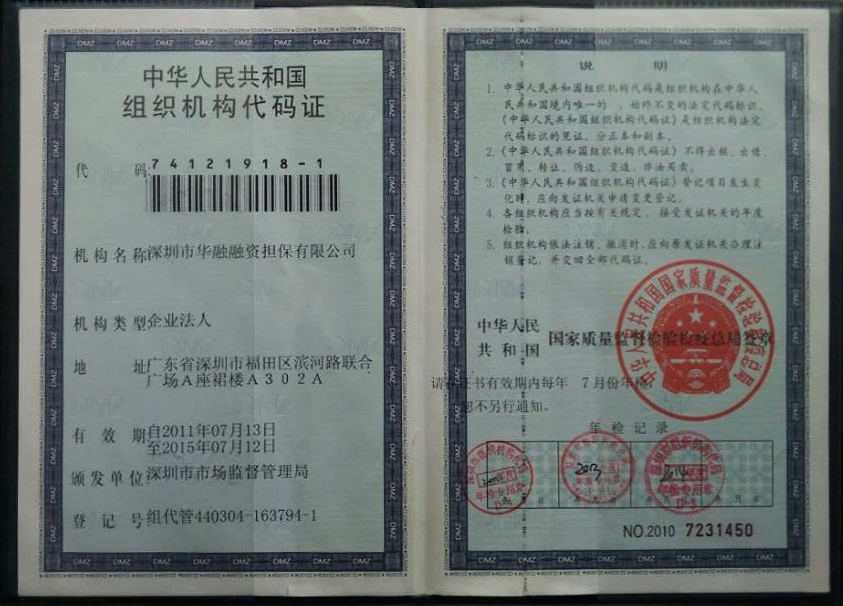 中华人民共和国
组织机构代码证
代 码 74121918-1
机构名称 深圳市华融融资担保有限公司
机构类型 企业法人
地 址 广东省深圳市福田区滨河路联合
广场A座裙楼A302A
有 效 期 自2011年07月13日
至2015年07月12日
颁发单位 深圳市市场监督管理局
登 记 号 组代管440304-163794-1
说 明
1. 中华人民共和国组织机构代码是组织机构在中华人
民共和国境内唯一的、始终不变的法定代码标识，
《中华人民共和国组织机构代码证》是组织机构法定
代码标识的凭证，分正本和副本。
2. 《中华人民共和国组织机构代码证》不得出租、出借、
冒用、转让、伪造、变造、非法买卖。
3. 《中华人民共和国组织机构代码证》登记项目发生变
化时，应向发证机关申请变更登记。
4. 各组织机构应当按有关规定，接受发证机关的年度
检验。
5. 组织机构依法注销、撤消时，应向原发证机关办理注
销登记，并交回全部代码证。
中华人民
共和国 国家质量监督检验检疫总局签章
请在证书有效期内每年 7月份年检，
恕不另行通知。
年检记录
2013
2014
年检专用章
NO.2010 7231450
DMZ